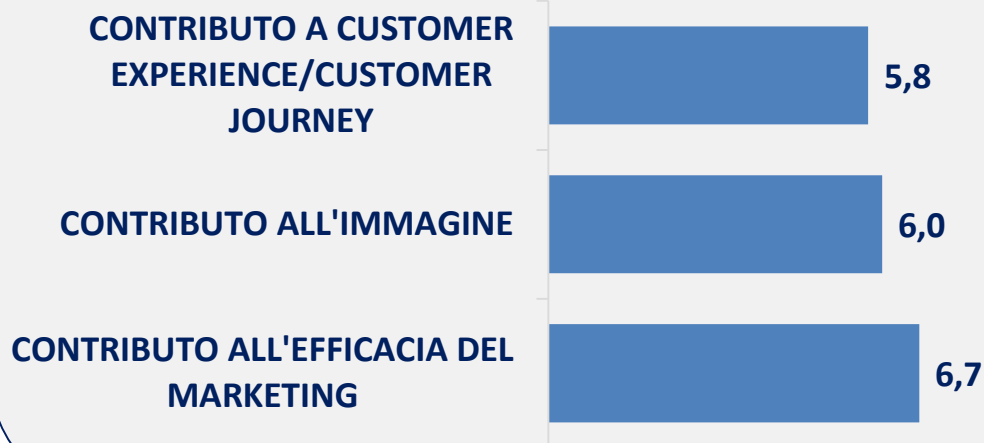 CONTRIBUTO A CUSTOMER
EXPERIENCE/CUSTOMER
JOURNEY
5,8
CONTRIBUTO ALL'IMMAGINE
6,0
CONTRIBUTO ALL'EFFICACIA DEL
MARKETING
6,7